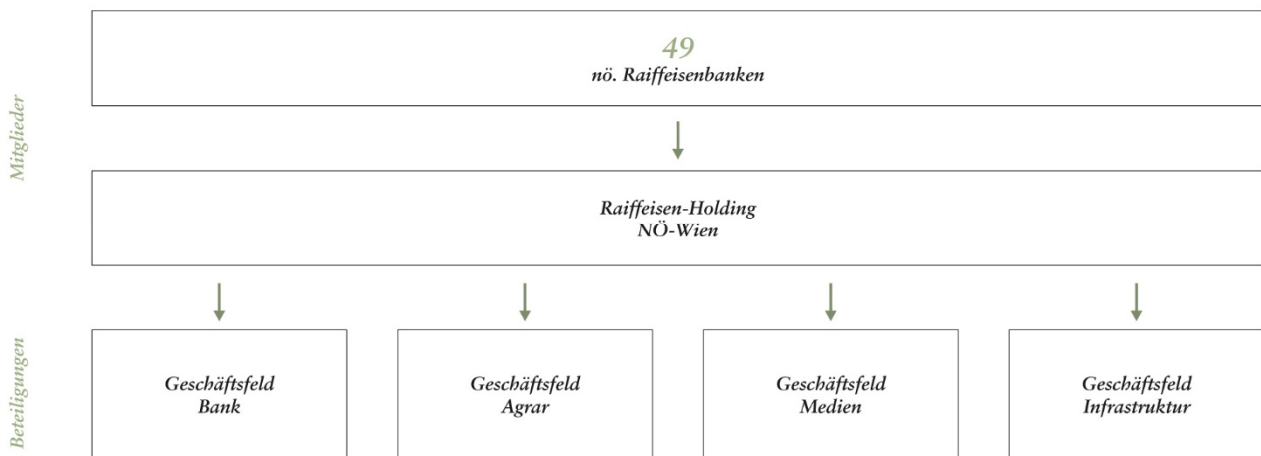 Mitglieder
49
nö. Raiffeisenbanken
Raiffeisen-Holding
NÖ-Wien
Beteiligungen
Geschäftsfeld
Bank
Geschäftsfeld
Agrar
Geschäftsfeld
Medien
Geschäftsfeld
Infrastruktur